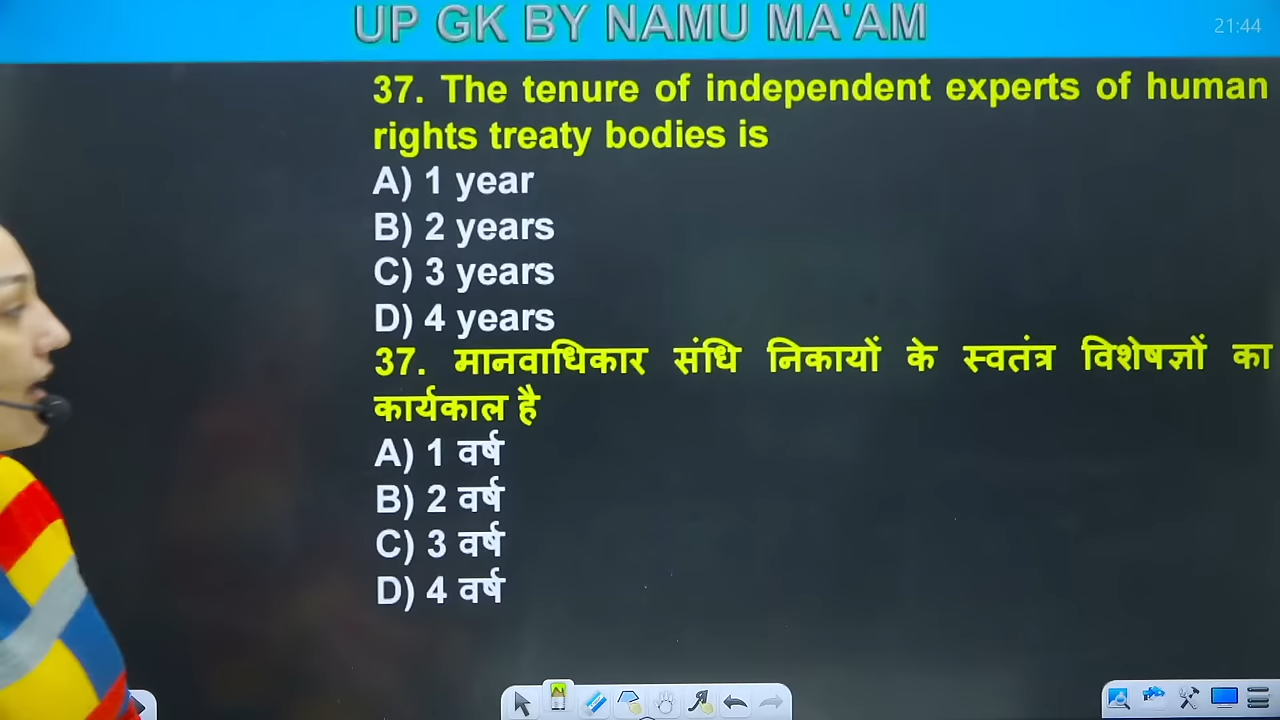 UP GK BY NAMU MA'AM
21:44
37. The tenure of independent experts of human
rights treaty bodies is
A) 1 year
B) 2 years
C) 3 years
D) 4 years
37. मानवाधिकार संधि निकायों के स्वतंत्र विशेषज्ञों का
कार्यकाल है
A) 1 वर्ष
B) 2 वर्ष
C) 3 वर्ष
D) 4 वर्ष